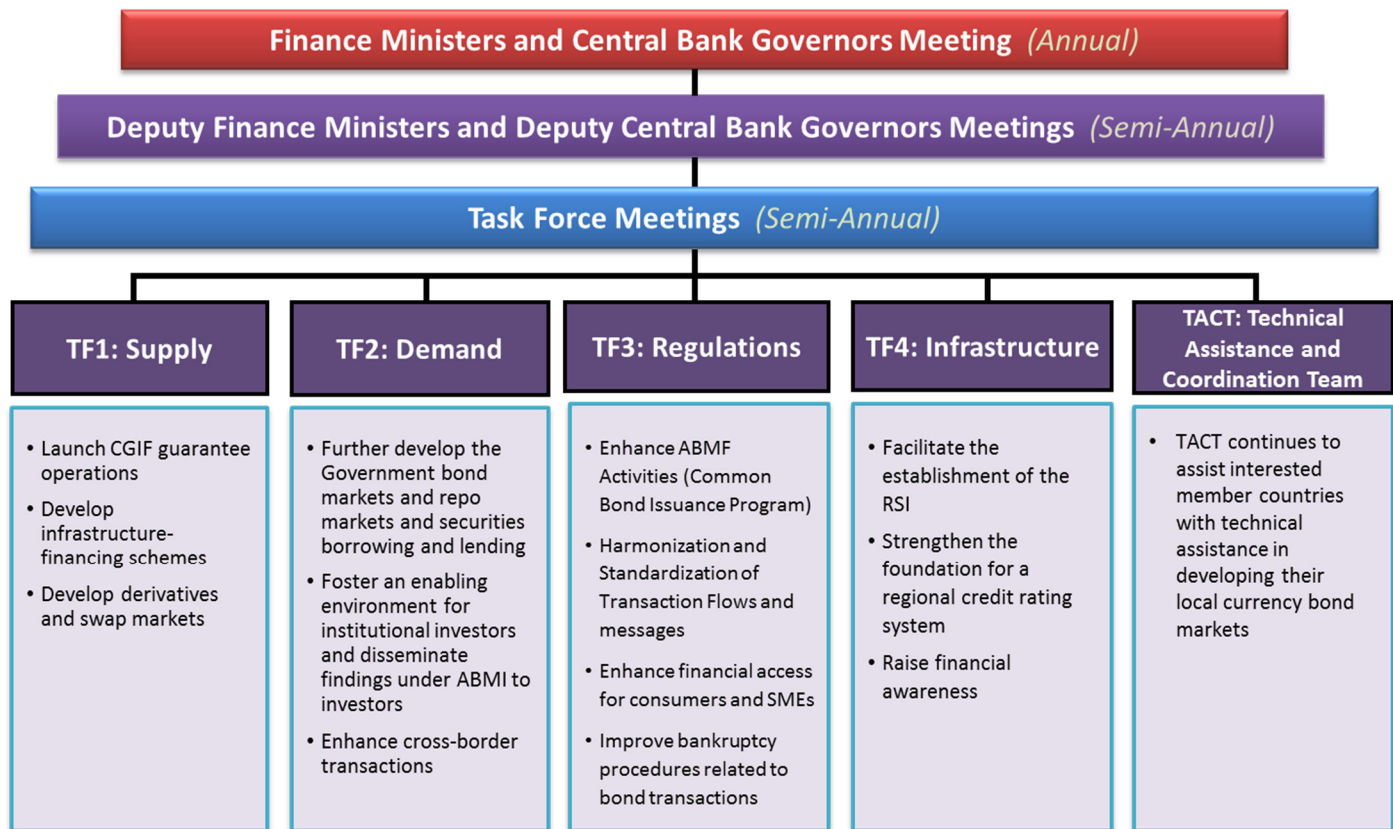 Finance Ministers and Central Bank Governors Meeting (Annual)
Deputy Finance Ministers and Deputy Central Bank Governors Meetings (Semi-Annual)
Task Force Meetings (Semi-Annual)
TF1: Supply
• Launch CGIF guarantee
operations
• Develop
infrastructure-
financing schemes
• Develop derivatives
and swap markets
TF2: Demand
• Further develop the
Government bond
markets and repo
markets and securities
borrowing and lending
• Foster an enabling
environment for
institutional investors
and disseminate
findings under ABMI to
investors
• Enhance cross-border
transactions
TF3: Regulations
• Enhance ABMF
Activities (Common
Bond Issuance Program)
• Harmonization and
Standardization of
Transaction Flows and
messages
• Enhance financial access
for consumers and SMEs
• Improve bankruptcy
procedures related to
bond transactions
TF4: Infrastructure
• Facilitate the
establishment of the
RSI
• Strengthen the
foundation for a
regional credit rating
system
• Raise financial
awareness
TACT: Technical
Assistance and
Coordination Team
• TACT continues to
assist interested
member countries
with technical
assistance in
developing their
local currency bond
markets